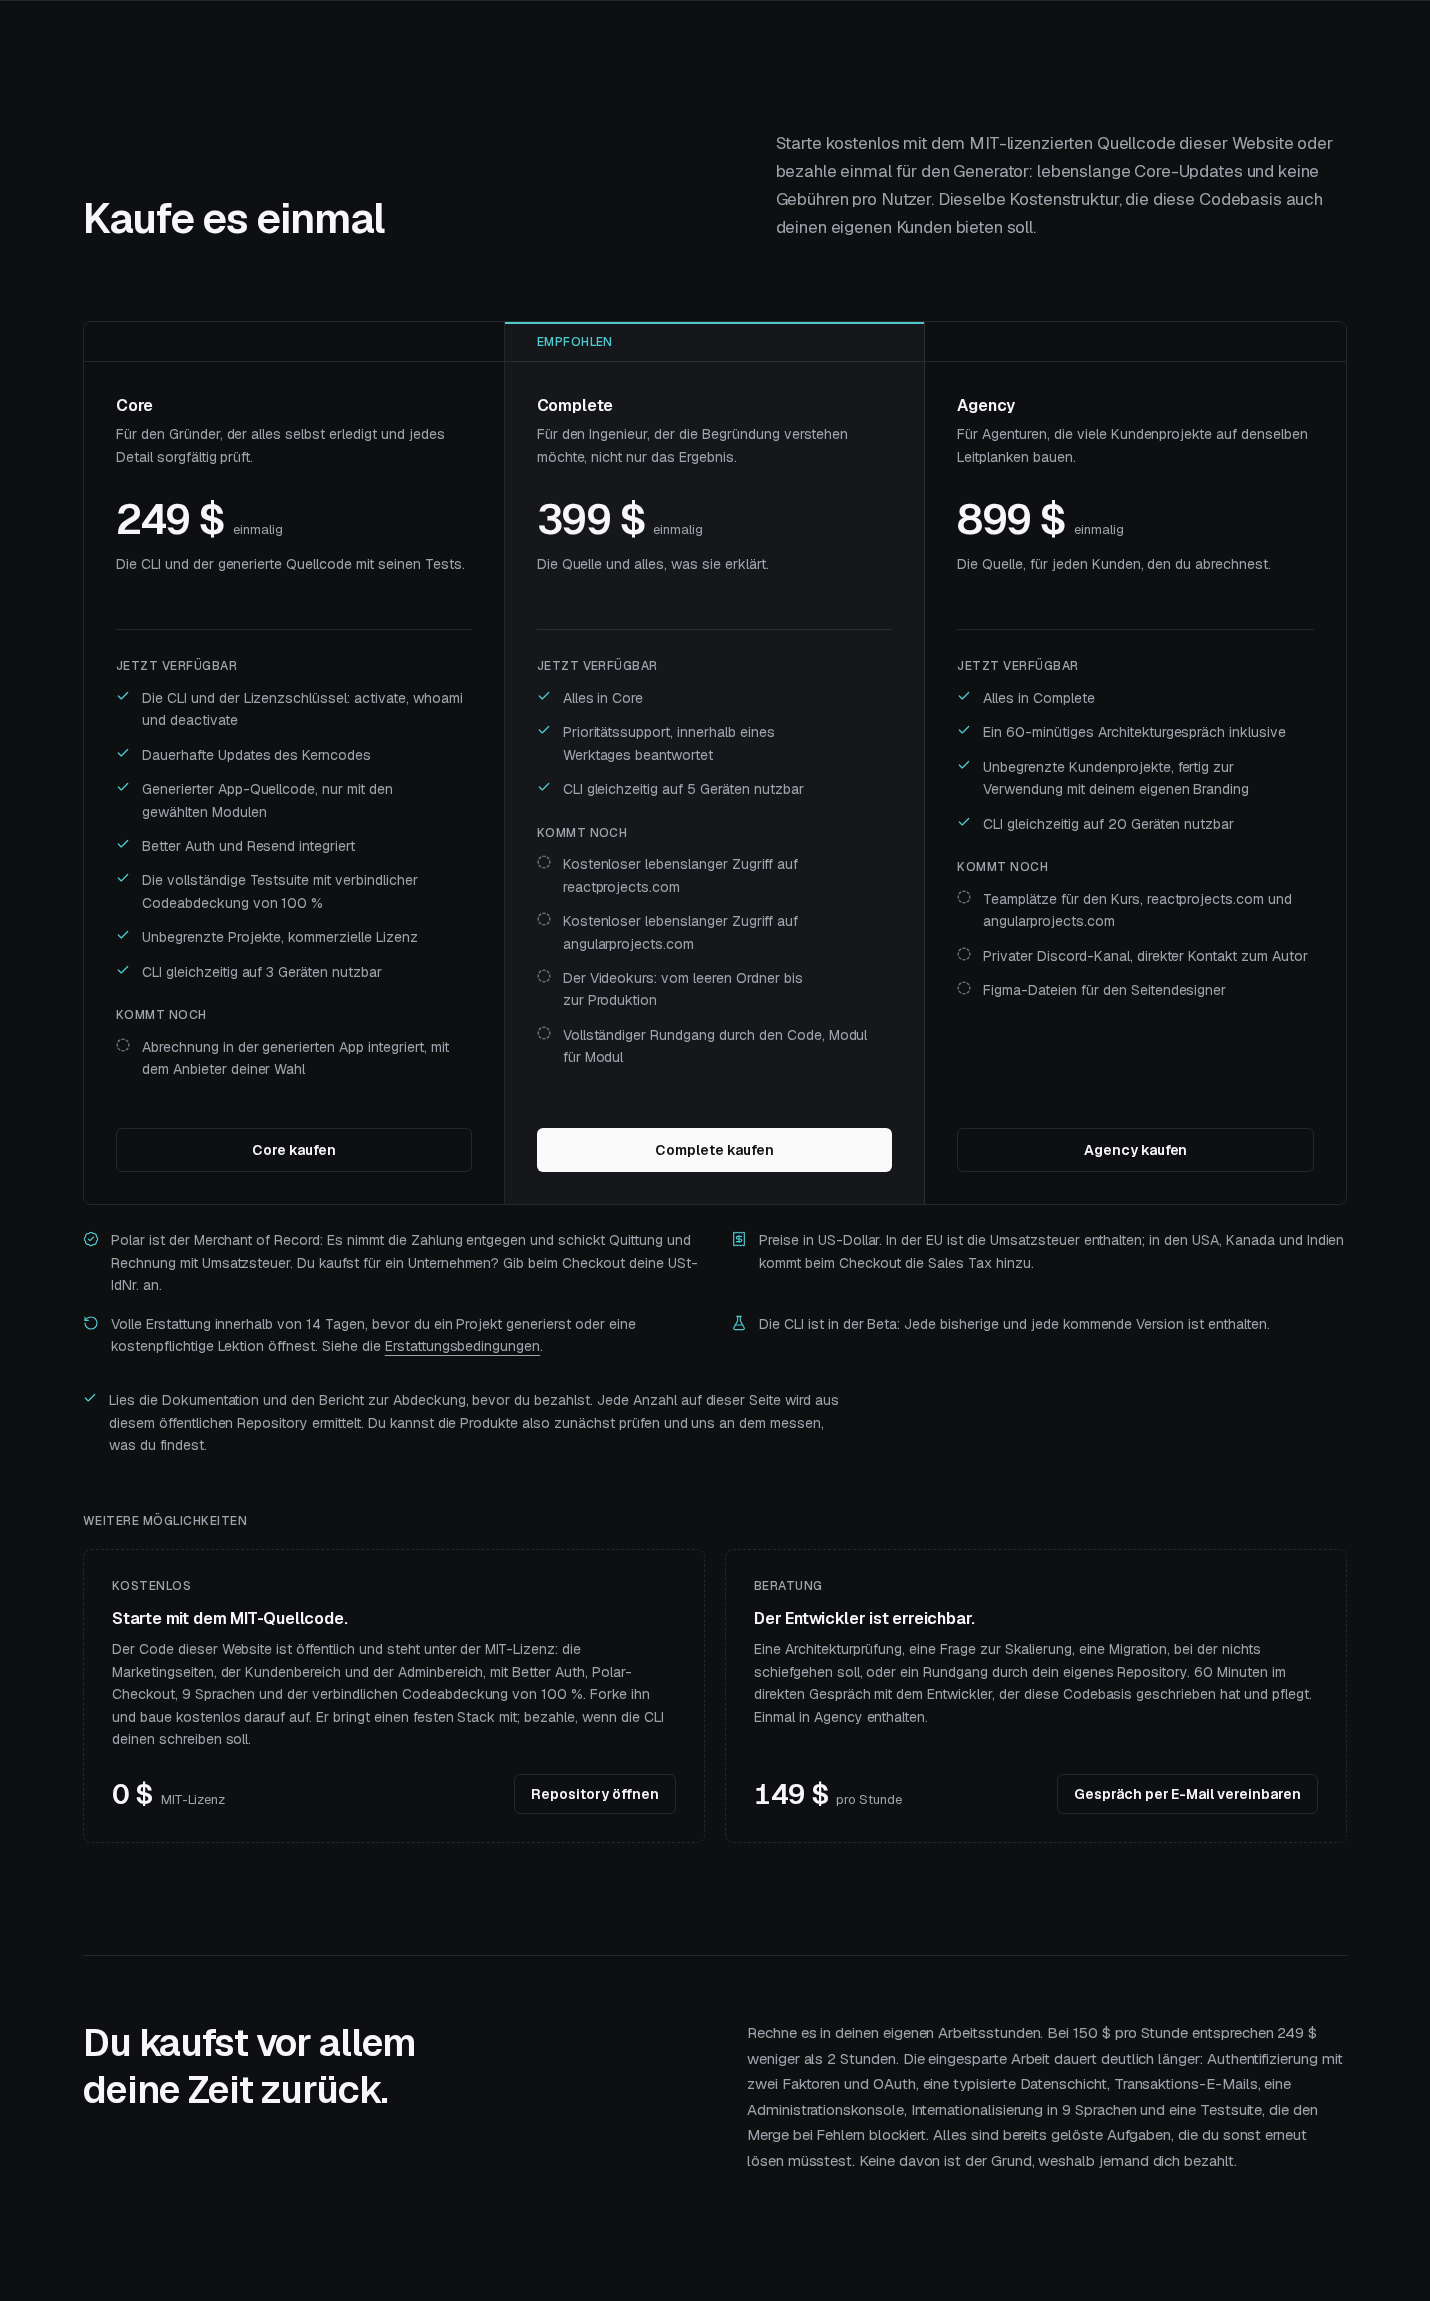 Kaufe es einmal
Starte kostenlos mit dem MIT-lizenzierten Quellcode dieser Website oder
bezahle einmal für den Generator: lebenslange Core-Updates und keine
Gebühren pro Nutzer. Dieselbe Kostenstruktur, die diese Codebasis auch
deinen eigenen Kunden bieten soll.
EMPFOHLEN
Core
Für den Gründer, der alles selbst erledigt und jedes
Detail sorgfältig prüft.
249 $ einmalig
Die CLI und der generierte Quellcode mit seinen Tests.
JETZT VERFÜGBAR
Die CLI und der Lizenzschlüssel: activate, whoami
und deactivate
Dauerhafte Updates des Kerncodes
Generierter App-Quellcode, nur mit den
gewählten Modulen
Better Auth und Resend integriert
Die vollständige Testsuite mit verbindlicher
Codeabdeckung von 100 %
Unbegrenzte Projekte, kommerzielle Lizenz
CLI gleichzeitig auf 3 Geräten nutzbar
KOMMT NOCH
Abrechnung in der generierten App integriert, mit
dem Anbieter deiner Wahl
Core kaufen
Complete
Für den Ingenieur, der die Begründung verstehen
möchte, nicht nur das Ergebnis.
399 $ einmalig
Die Quelle und alles, was sie erklärt.
JETZT VERFÜGBAR
Alles in Core
Prioritätssupport, innerhalb eines
Werktages beantwortet
CLI gleichzeitig auf 5 Geräten nutzbar
KOMMT NOCH
Kostenloser lebenslanger Zugriff auf
reactprojects.com
Kostenloser lebenslanger Zugriff auf
angularprojects.com
Der Videokurs: vom leeren Ordner bis
zur Produktion
Vollständiger Rundgang durch den Code, Modul
für Modul
Complete kaufen
Agency
Für Agenturen, die viele Kundenprojekte auf denselben
Leitplanken bauen.
899 $ einmalig
Die Quelle, für jeden Kunden, den du abrechnest.
JETZT VERFÜGBAR
Alles in Complete
Ein 60-minütiges Architekturgespräch inklusive
Unbegrenzte Kundenprojekte, fertig zur
Verwendung mit deinem eigenen Branding
CLI gleichzeitig auf 20 Geräten nutzbar
KOMMT NOCH
Teamplätze für den Kurs, reactprojects.com und
angularprojects.com
Privater Discord-Kanal, direkter Kontakt zum Autor
Figma-Dateien für den Seitendesigner
Agency kaufen
Polar ist der Merchant of Record: Es nimmt die Zahlung entgegen und schickt Quittung und
Rechnung mit Umsatzsteuer. Du kaufst für ein Unternehmen? Gib beim Checkout deine USt-
IdNr. an.
Preise in US-Dollar. In der EU ist die Umsatzsteuer enthalten; in den USA, Kanada und Indien
kommt beim Checkout die Sales Tax hinzu.
Volle Erstattung innerhalb von 14 Tagen, bevor du ein Projekt generierst oder eine
kostenpflichtige Lektion öffnest. Siehe die Erstattungsbedingungen.
Die CLI ist in der Beta: Jede bisherige und jede kommende Version ist enthalten.
Lies die Dokumentation und den Bericht zur Abdeckung, bevor du bezahlst. Jede Anzahl auf dieser Seite wird aus
diesem öffentlichen Repository ermittelt. Du kannst die Produkte also zunächst prüfen und uns an dem messen,
was du findest.
WEITERE MÖGLICHKEITEN
KOSTENLOS
Starte mit dem MIT-Quellcode.
Der Code dieser Website ist öffentlich und steht unter der MIT-Lizenz: die
Marketingseiten, der Kundenbereich und der Adminbereich, mit Better Auth, Polar-
Checkout, 9 Sprachen und der verbindlichen Codeabdeckung von 100 %. Forke ihn
und baue kostenlos darauf auf. Er bringt einen festen Stack mit; bezahle, wenn die CLI
deinen schreiben soll.
0 $ MIT-Lizenz
Repository öffnen
BERATUNG
Der Entwickler ist erreichbar.
Eine Architekturprüfung, eine Frage zur Skalierung, eine Migration, bei der nichts
schiefgehen soll, oder ein Rundgang durch dein eigenes Repository. 60 Minuten im
direkten Gespräch mit dem Entwickler, der diese Codebasis geschrieben hat und pflegt.
Einmal in Agency enthalten.
149 $ pro Stunde
Gespräch per E-Mail vereinbaren
Du kaufst vor allem
deine Zeit zurück.
Rechne es in deinen eigenen Arbeitsstunden. Bei 150 $ pro Stunde entsprechen 249 $
weniger als 2 Stunden. Die eingesparte Arbeit dauert deutlich länger: Authentifizierung mit
zwei Faktoren und OAuth, eine typisierte Datenschicht, Transaktions-E-Mails, eine
Administrationskonsole, Internationalisierung in 9 Sprachen und eine Testsuite, die den
Merge bei Fehlern blockiert. Alles sind bereits gelöste Aufgaben, die du sonst erneut
lösen müsstest. Keine davon ist der Grund, weshalb jemand dich bezahlt.